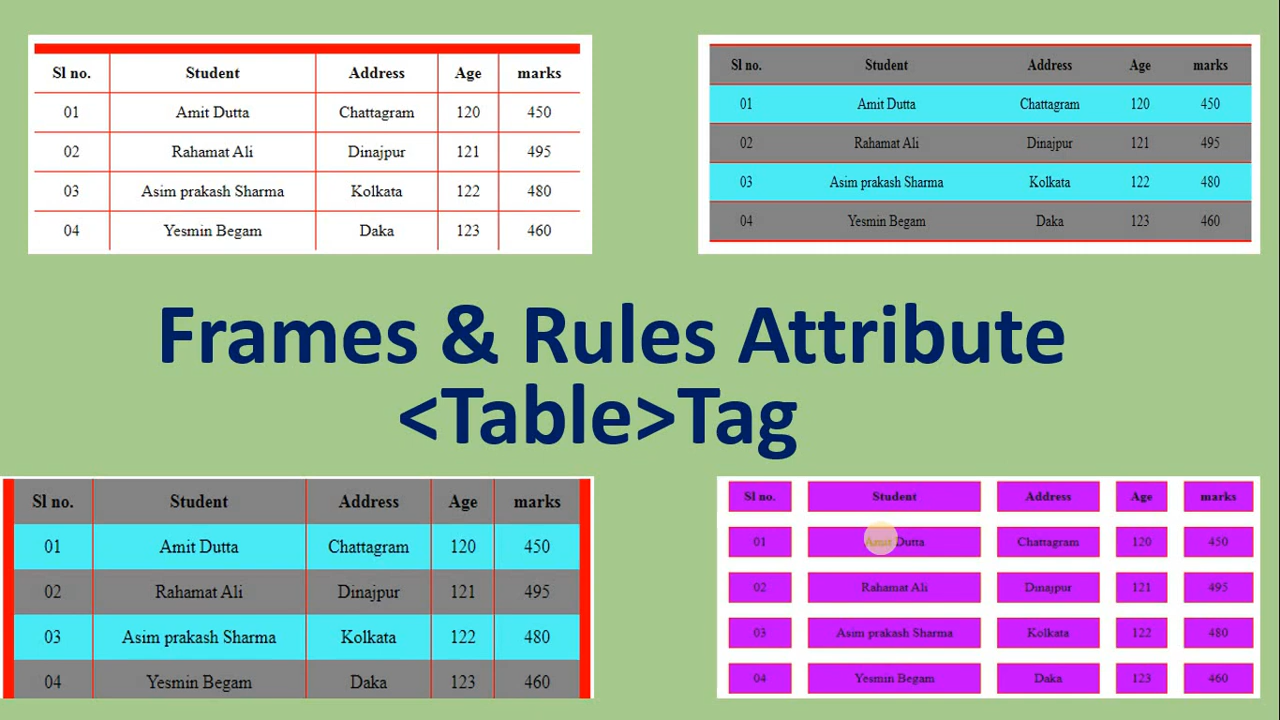 Sl no. Student Address Age marks
01 Amit Dutta Chattagram 120 450
02 Rahamat Ali Dinajpur 121 495
03 Asim prakash Sharma Kolkata 122 480
04 Yesmin Begam Daka 123 460
Sl no. Student Address Age marks
01 Amit Dutta Chattagram 120 450
02 Rahamat Ali Dinajpur 121 495
03 Asim prakash Sharma Kolkata 122 480
04 Yesmin Begam Daka 123 460
Frames & Rules Attribute
<Table>Tag
Sl no. Student Address Age marks
01 Amit Dutta Chattagram 120 450
02 Rahamat Ali Dinajpur 121 495
03 Asim prakash Sharma Kolkata 122 480
04 Yesmin Begam Daka 123 460
Sl no. Student Address Age marks
01 Amit Dutta Chattagram 120 450
02 Rahamat Ali Dinajpur 121 495
03 Asim prakash Sharma Kolkata 122 480
04 Yesmin Begam Daka 123 460